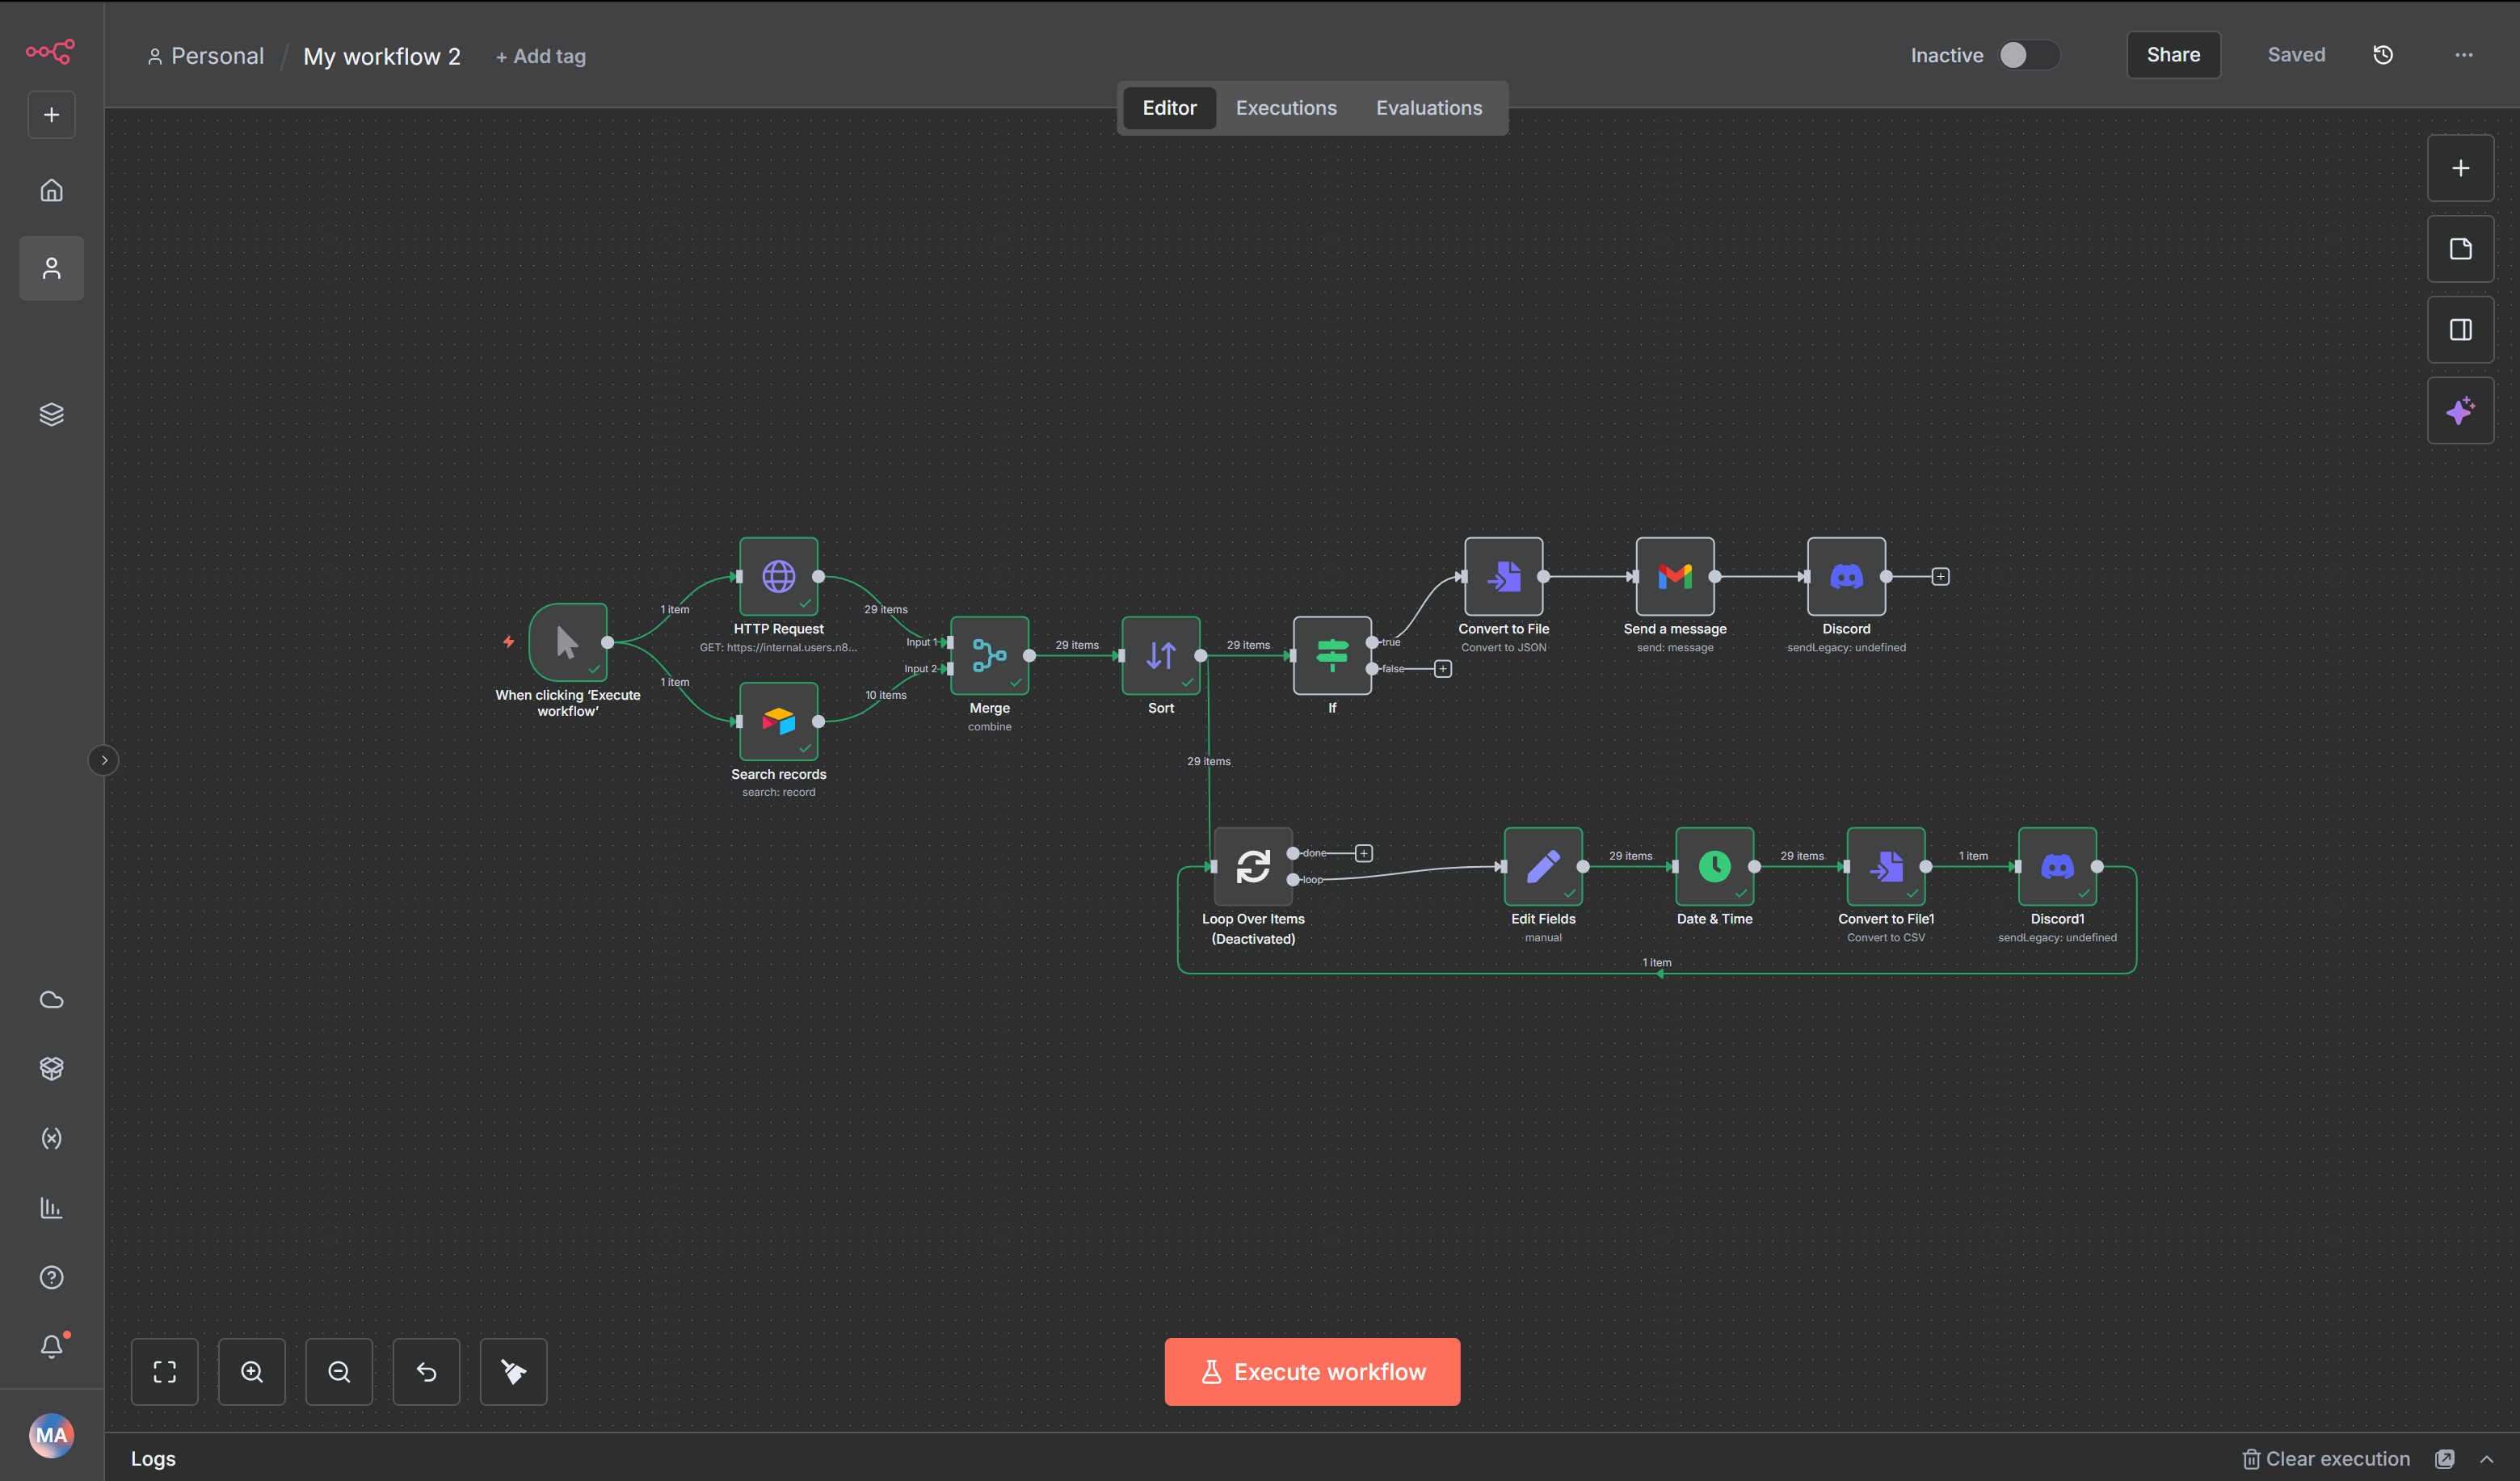 Personal / My workflow 2 + Add tag
Inactive
Share
Saved
Editor Executions Evaluations
When clicking ‘Execute
workflow’
1 item
1 item
HTTP Request
GET: https://internal.users.n8...
Search records
search: record
29 items
10 items
Input 1
Input 2
Merge
combine
29 items
Sort
29 items
29 items
If
true
false
Convert to File
Convert to JSON
Send a message
send: message
Discord
sendLegacy: undefined
Loop Over Items
(Deactivated)
done
loop
Edit Fields
manual
29 items
Date & Time
29 items
Convert to File1
Convert to CSV
1 item
Discord1
sendLegacy: undefined
1 item
Execute workflow
MA
Logs
Clear execution